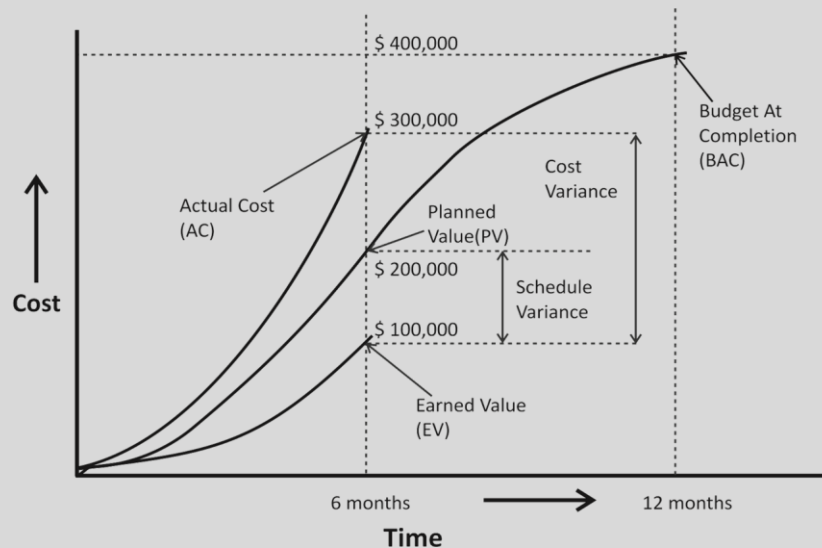 $ 400,000
$ 300,000
Budget At
Completion
(BAC)
Cost
Variance
Actual Cost
(AC)
Planned
Value(PV)
$ 200,000
Schedule
Variance
Cost
$ 100,000
Earned Value
(EV)
6 months
12 months
Time